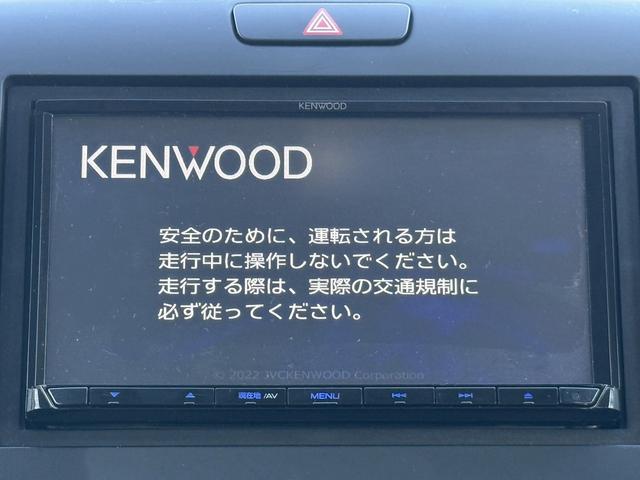 KENWOOD
KENWOOD
安全のために、運転される方は
走行中に操作しないでください。
走行する際は、実際の交通規制に
必ず従ってください。
© 2022 JVCKENWOOD Corporation
現在地 /AV MENU